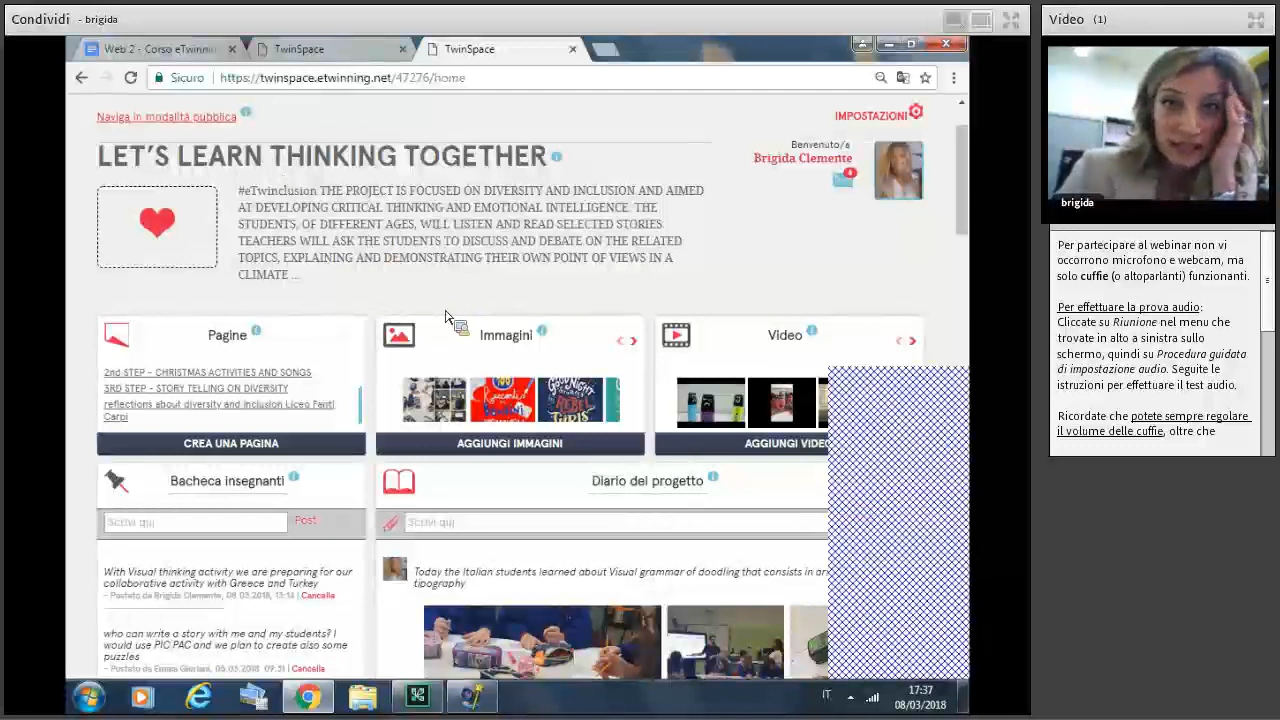 Condividi - brigida
Web 2 - Corso eTwinni
TwinSpace
TwinSpace
Sicuro
https://twinspace.etwinning.net/47276/home
Naviga in modalità pubblica
IMPOSTAZIONI
LET'S LEARN THINKING TOGETHER
Benvenuto/a
Brigida Clemente
4
#eTwinclusion THE PROJECT IS FOCUSED ON DIVERSITY AND INCLUSION AND AIMED
AT DEVELOPING CRITICAL THINKING AND EMOTIONAL INTELLIGENCE. THE
STUDENTS, OF DIFFERENT AGES, WILL LISTEN AND READ SELECTED STORIES.
TEACHERS WILL ASK THE STUDENTS TO DISCUSS AND DEBATE ON THE RELATED
TOPICS, EXPLAINING AND DEMONSTRATING THEIR OWN POINT OF VIEWS IN A
CLIMATE ...
Pagine
2nd STEP - CHRISTMAS ACTIVITIES AND SONGS
3RD STEP - STORY TELLING ON DIVERSITY
reflections about diversity and Inclusion Liceo Fanti
Carpi
CREA UNA PAGINA
Immagini
GOODNIGHT
REBEL
AGGIUNGI IMMAGINI
Video
AGGIUNGI VIDEO
Bacheca insegnanti
Scrivi qui
Post
With Visual thinking activity we are preparing for our
collaborative activity with Greece and Turkey
- Postato da Brigida Clemente, 08.03.2018, 13:14 | Cancella
who can write a story with me and my students? I
would use PIC PAC and we plan to create also some
puzzles
Cancella
Diario del progetto
Scrivi qui
Today the Italian students learned about Visual grammar of doodling that consists in
tipography
IT
17:37
08/03/2018
Video (1)
brigida
Per partecipare al webinar non vi
occorrono microfono e webcam, ma
solo cuffie (o altoparlanti) funzionanti.
Per effettuare la prova audio:
Cliccate su Riunione nel menu che
trovate in alto a sinistra sullo
schermo, quindi su Procedura guidata
di impostazione audio. Seguite le
istruzioni per effettuare il test audio.
Ricordate che potete sempre regolare
il volume delle cuffie, oltre che